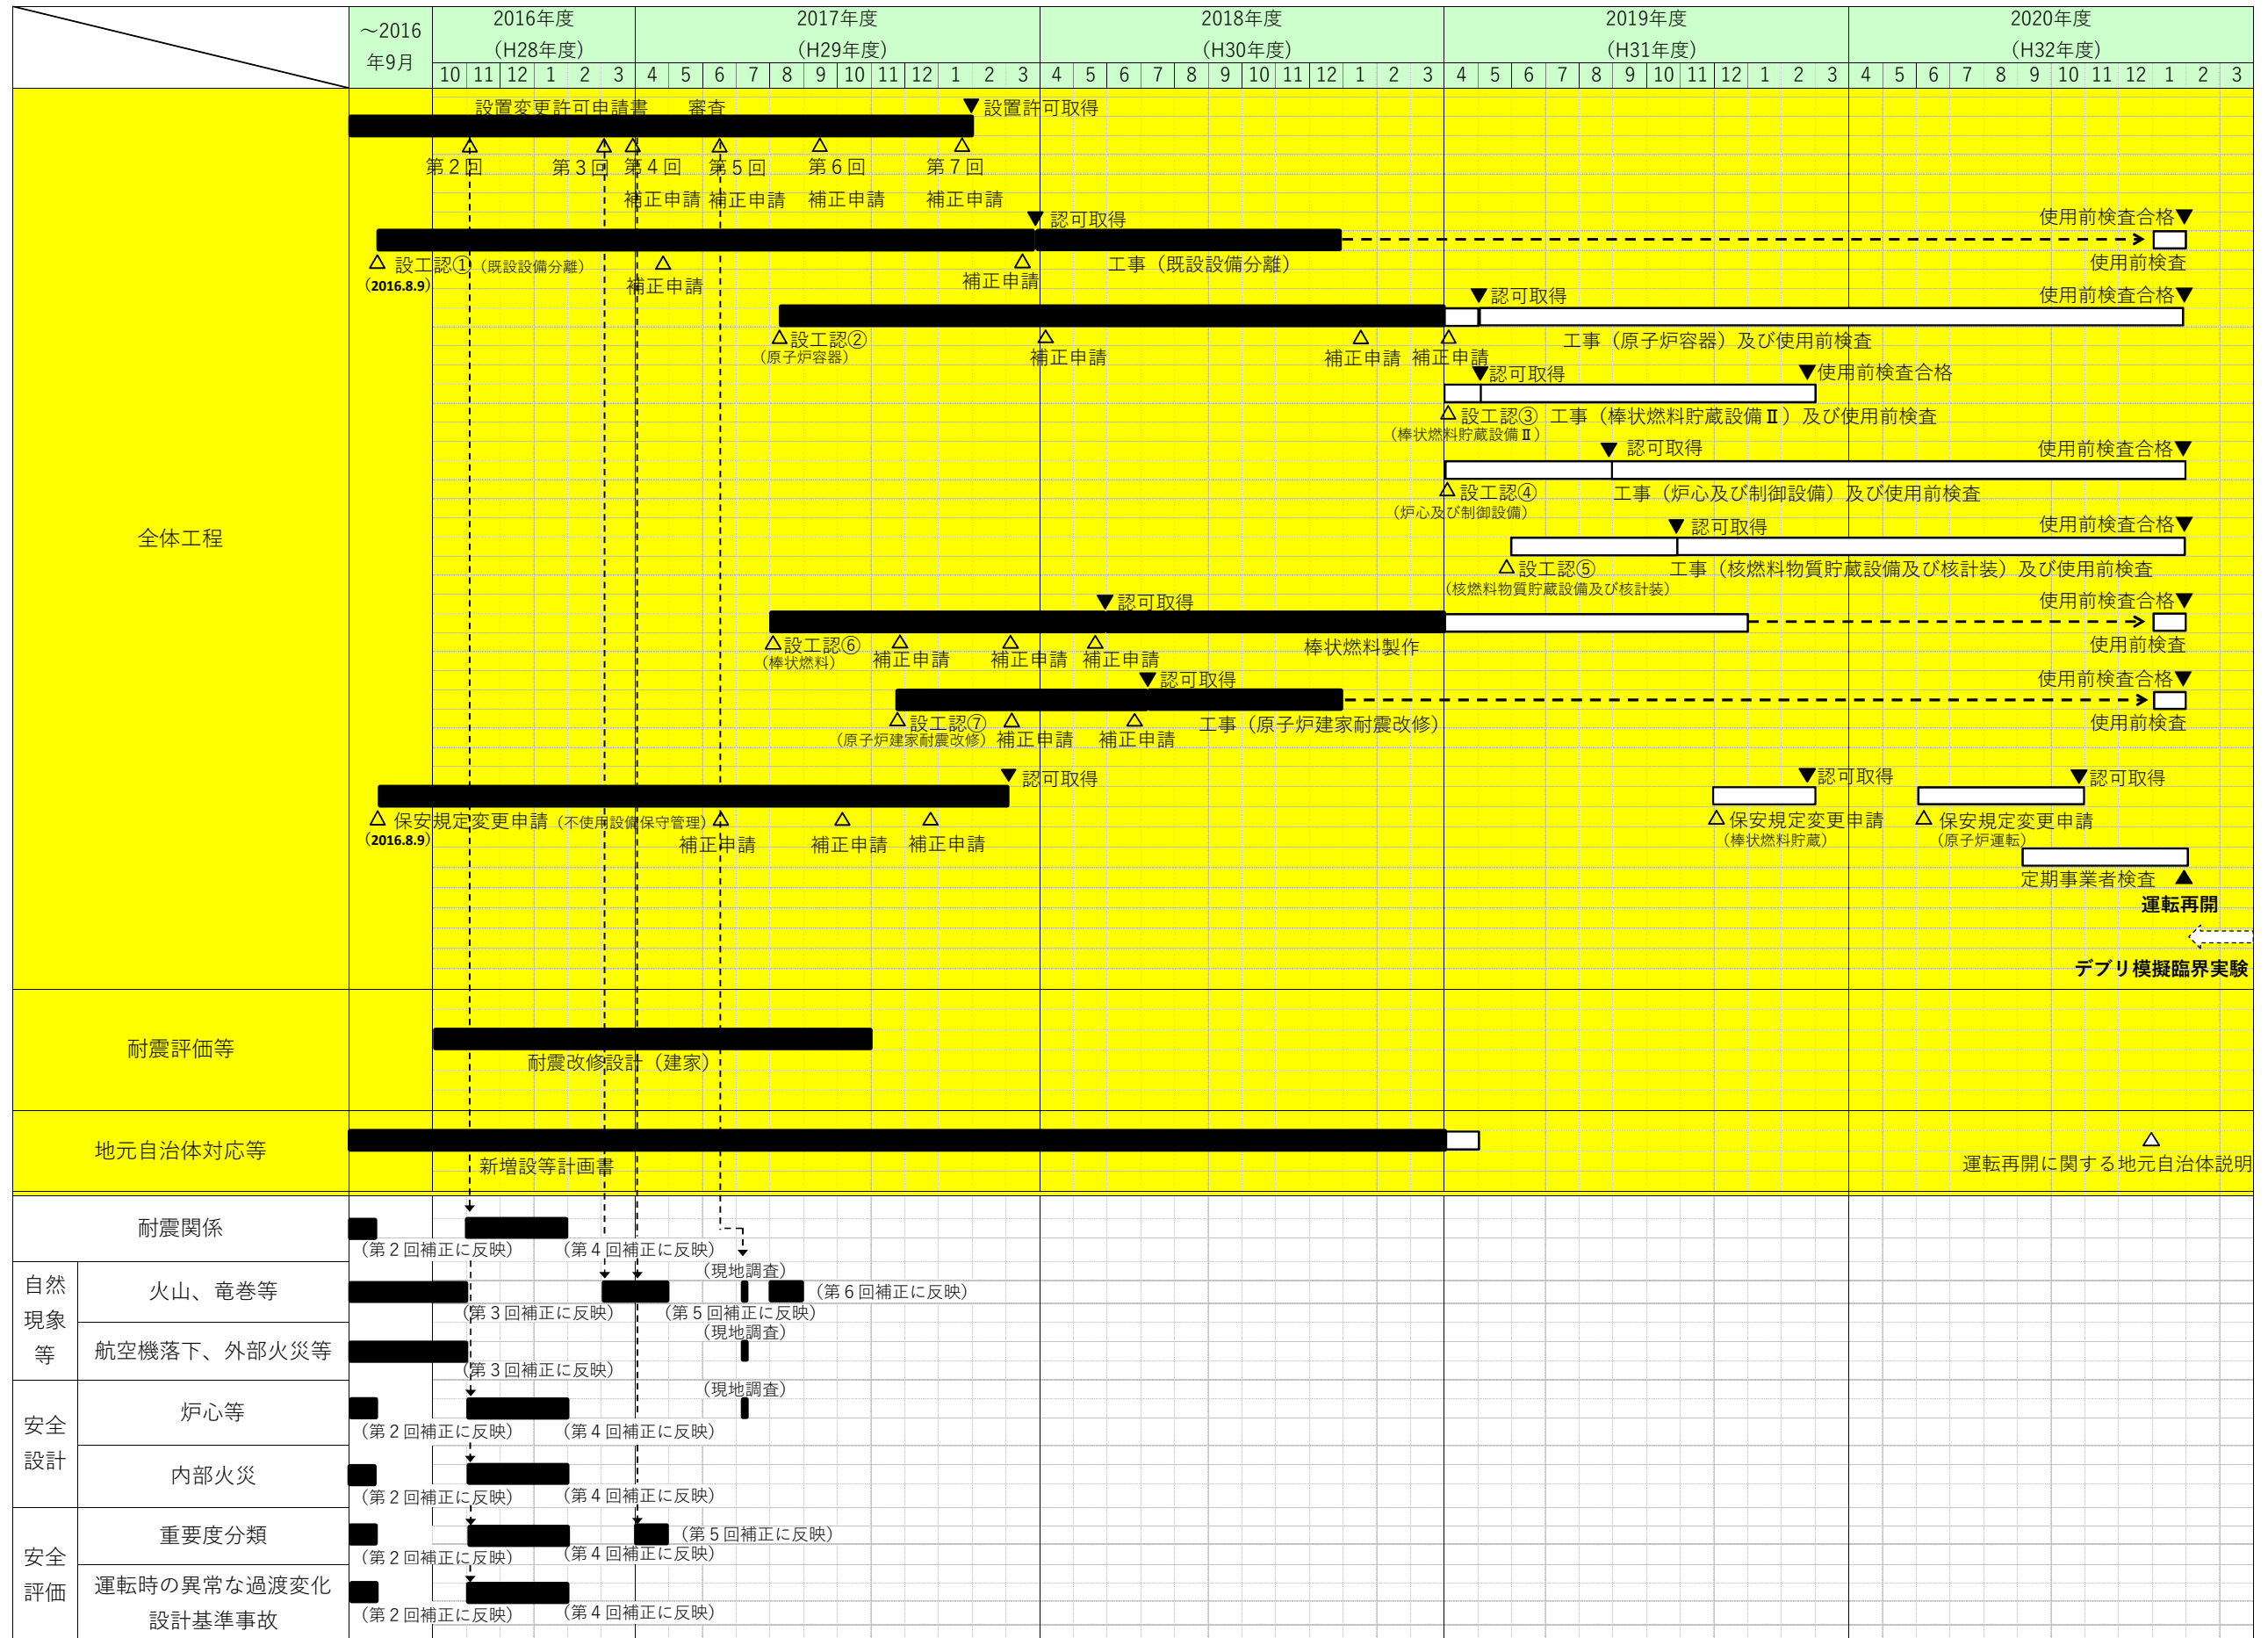 ～2016
年9月
2016年度
（H28年度）
2017年度
（H29年度）
2018年度
（H30年度）
2019年度
（H31年度）
2020年度
（H32年度）
10 11 12 1 2 3 4 5 6 7 8 9 10 11 12 1 2 3 4 5 6 7 8 9 10 11 12 1 2 3 4 5 6 7 8 9 10 11 12 1 2 3 4 5 6 7 8 9 10 11 12 1 2 3
全体工程
設置変更許可申請書 審査 ▼設置許可取得
△ △ △ △ △ △
第２回 第３回 第４回 第５回 第６回 第７回
補正申請 補正申請 補正申請 補正申請
▼認可取得 使用前検査合格▼
△ 設工認①（既設設備分離） △ △ 工事（既設設備分離） 使用前検査
（2016.8.9） 補正申請 補正申請
▼認可取得 使用前検査合格▼
△設工認② △ △ △ 工事（原子炉容器）及び使用前検査
（原子炉容器） 補正申請 補正申請 補正申請
▼認可取得 ▼使用前検査合格
△設工認③ 工事（棒状燃料貯蔵設備Ⅱ）及び使用前検査
（棒状燃料貯蔵設備Ⅱ）
▼ 認可取得 使用前検査合格▼
△設工認④ 工事（炉心及び制御設備）及び使用前検査
（炉心及び制御設備）
▼認可取得 使用前検査合格▼
△設工認⑤ 工事（核燃料物質貯蔵設備及び核計装）及び使用前検査
（核燃料物質貯蔵設備及び核計装）
▼認可取得 使用前検査合格▼
△設工認⑥ △ △ △ 棒状燃料製作 使用前検査
（棒状燃料） 補正申請 補正申請 補正申請
▼認可取得 使用前検査合格▼
△設工認⑦ △ △ 工事（原子炉建家耐震改修） 使用前検査
（原子炉建家耐震改修） 補正申請 補正申請
▼認可取得 ▼認可取得 ▼認可取得
△ 保安規定変更申請（不使用設備保守管理）△ △ △ △保安規定変更申請 △ 保安規定変更申請
（2016.8.9） 補正申請 補正申請 補正申請 （棒状燃料貯蔵） （原子炉運転）
定期事業者検査 ▲
運転再開
デブリ模擬臨界実験
耐震評価等
耐震改修設計（建家）
地元自治体対応等
新増設等計画書
△
運転再開に関する地元自治体説明
耐震関係
（第２回補正に反映） （第４回補正に反映）
自然
現象
等
火山、竜巻等
（現地調査）
（第６回補正に反映）
（第３回補正に反映） （第５回補正に反映）
航空機落下、外部火災等
（現地調査）
（第３回補正に反映）
安全
設計
炉心等
（現地調査）
（第２回補正に反映） （第４回補正に反映）
内部火災
（第２回補正に反映） （第４回補正に反映）
安全
評価
重要度分類
（第５回補正に反映）
（第２回補正に反映） （第４回補正に反映）
運転時の異常な過渡変化
設計基準事故
（第２回補正に反映） （第４回補正に反映）